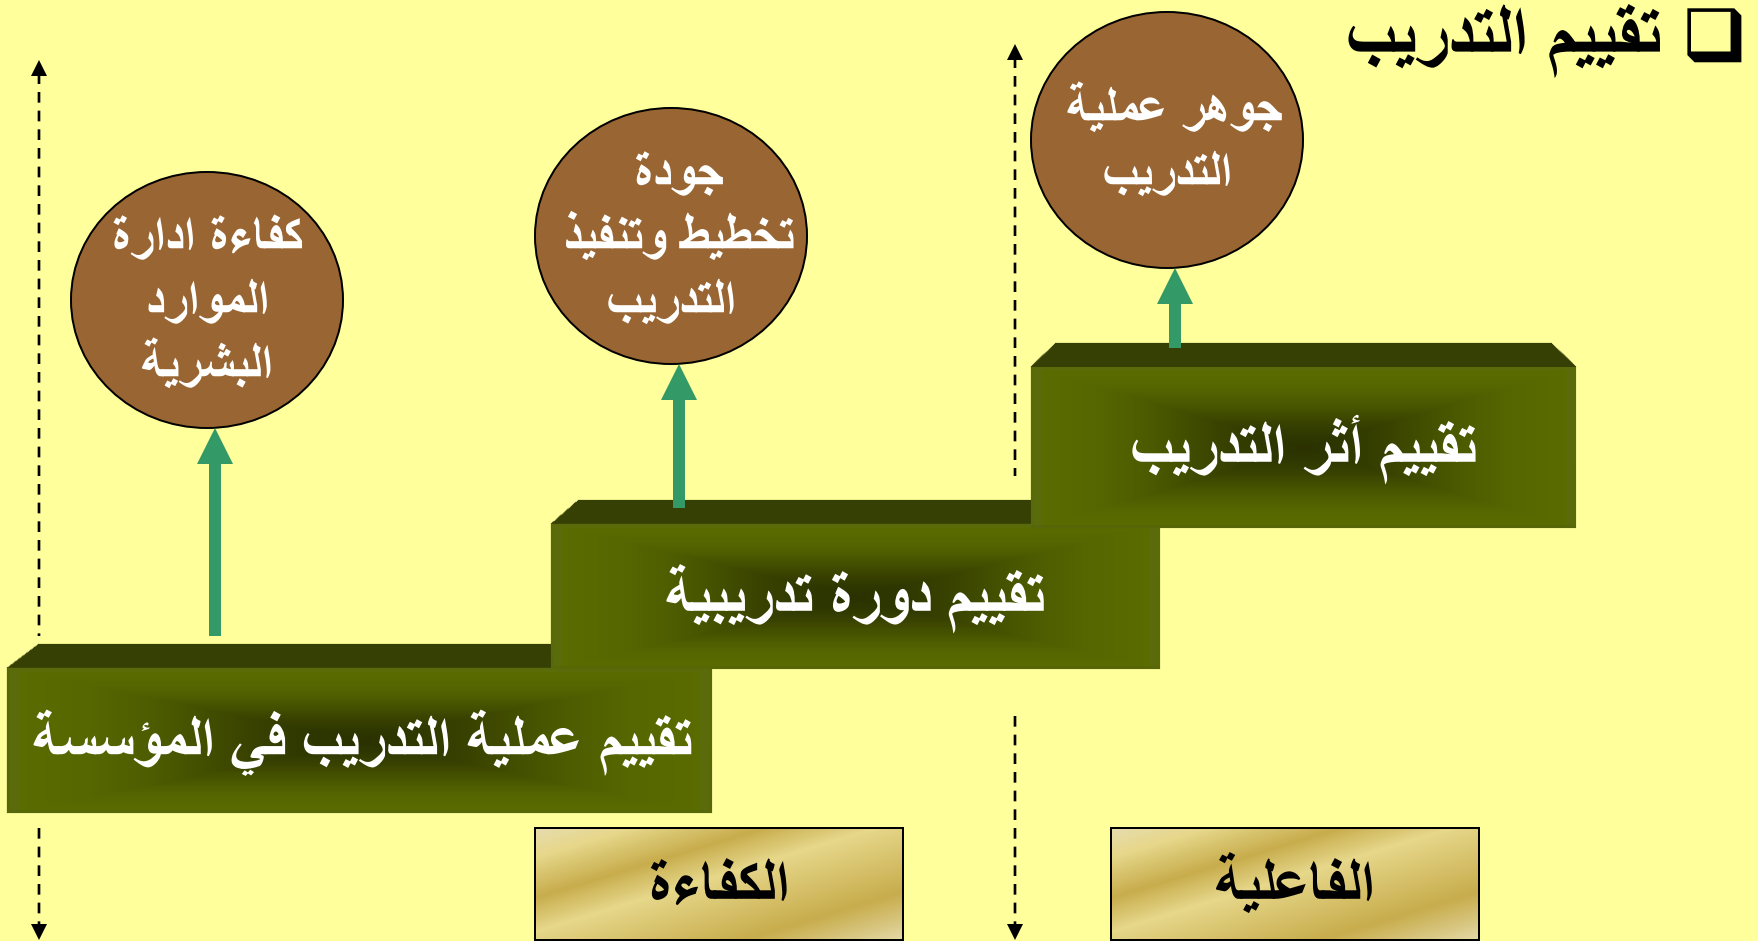 تقييم التدريب
جوهر عملية
التدريب
جودة
تخطيط وتنفيذ
التدريب
كفاءة ادارة
الموارد
البشرية
تقييم أثر التدريب
تقييم دورة تدريبية
تقييم عملية التدريب في المؤسسة
الفاعلية
الكفاءة